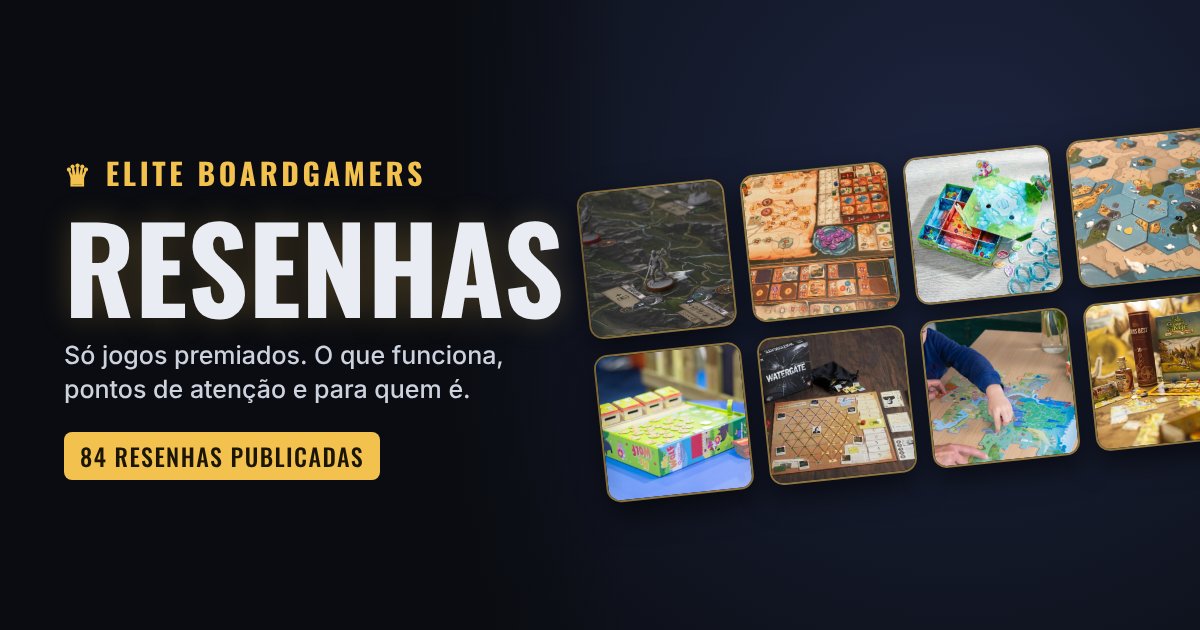 ♛ ELITE BOARDGAMERS
RESENHAS
Só jogos premiados. O que funciona,
pontos de atenção e para quem é.
84 RESENHAS PUBLICADAS
WATERGATE